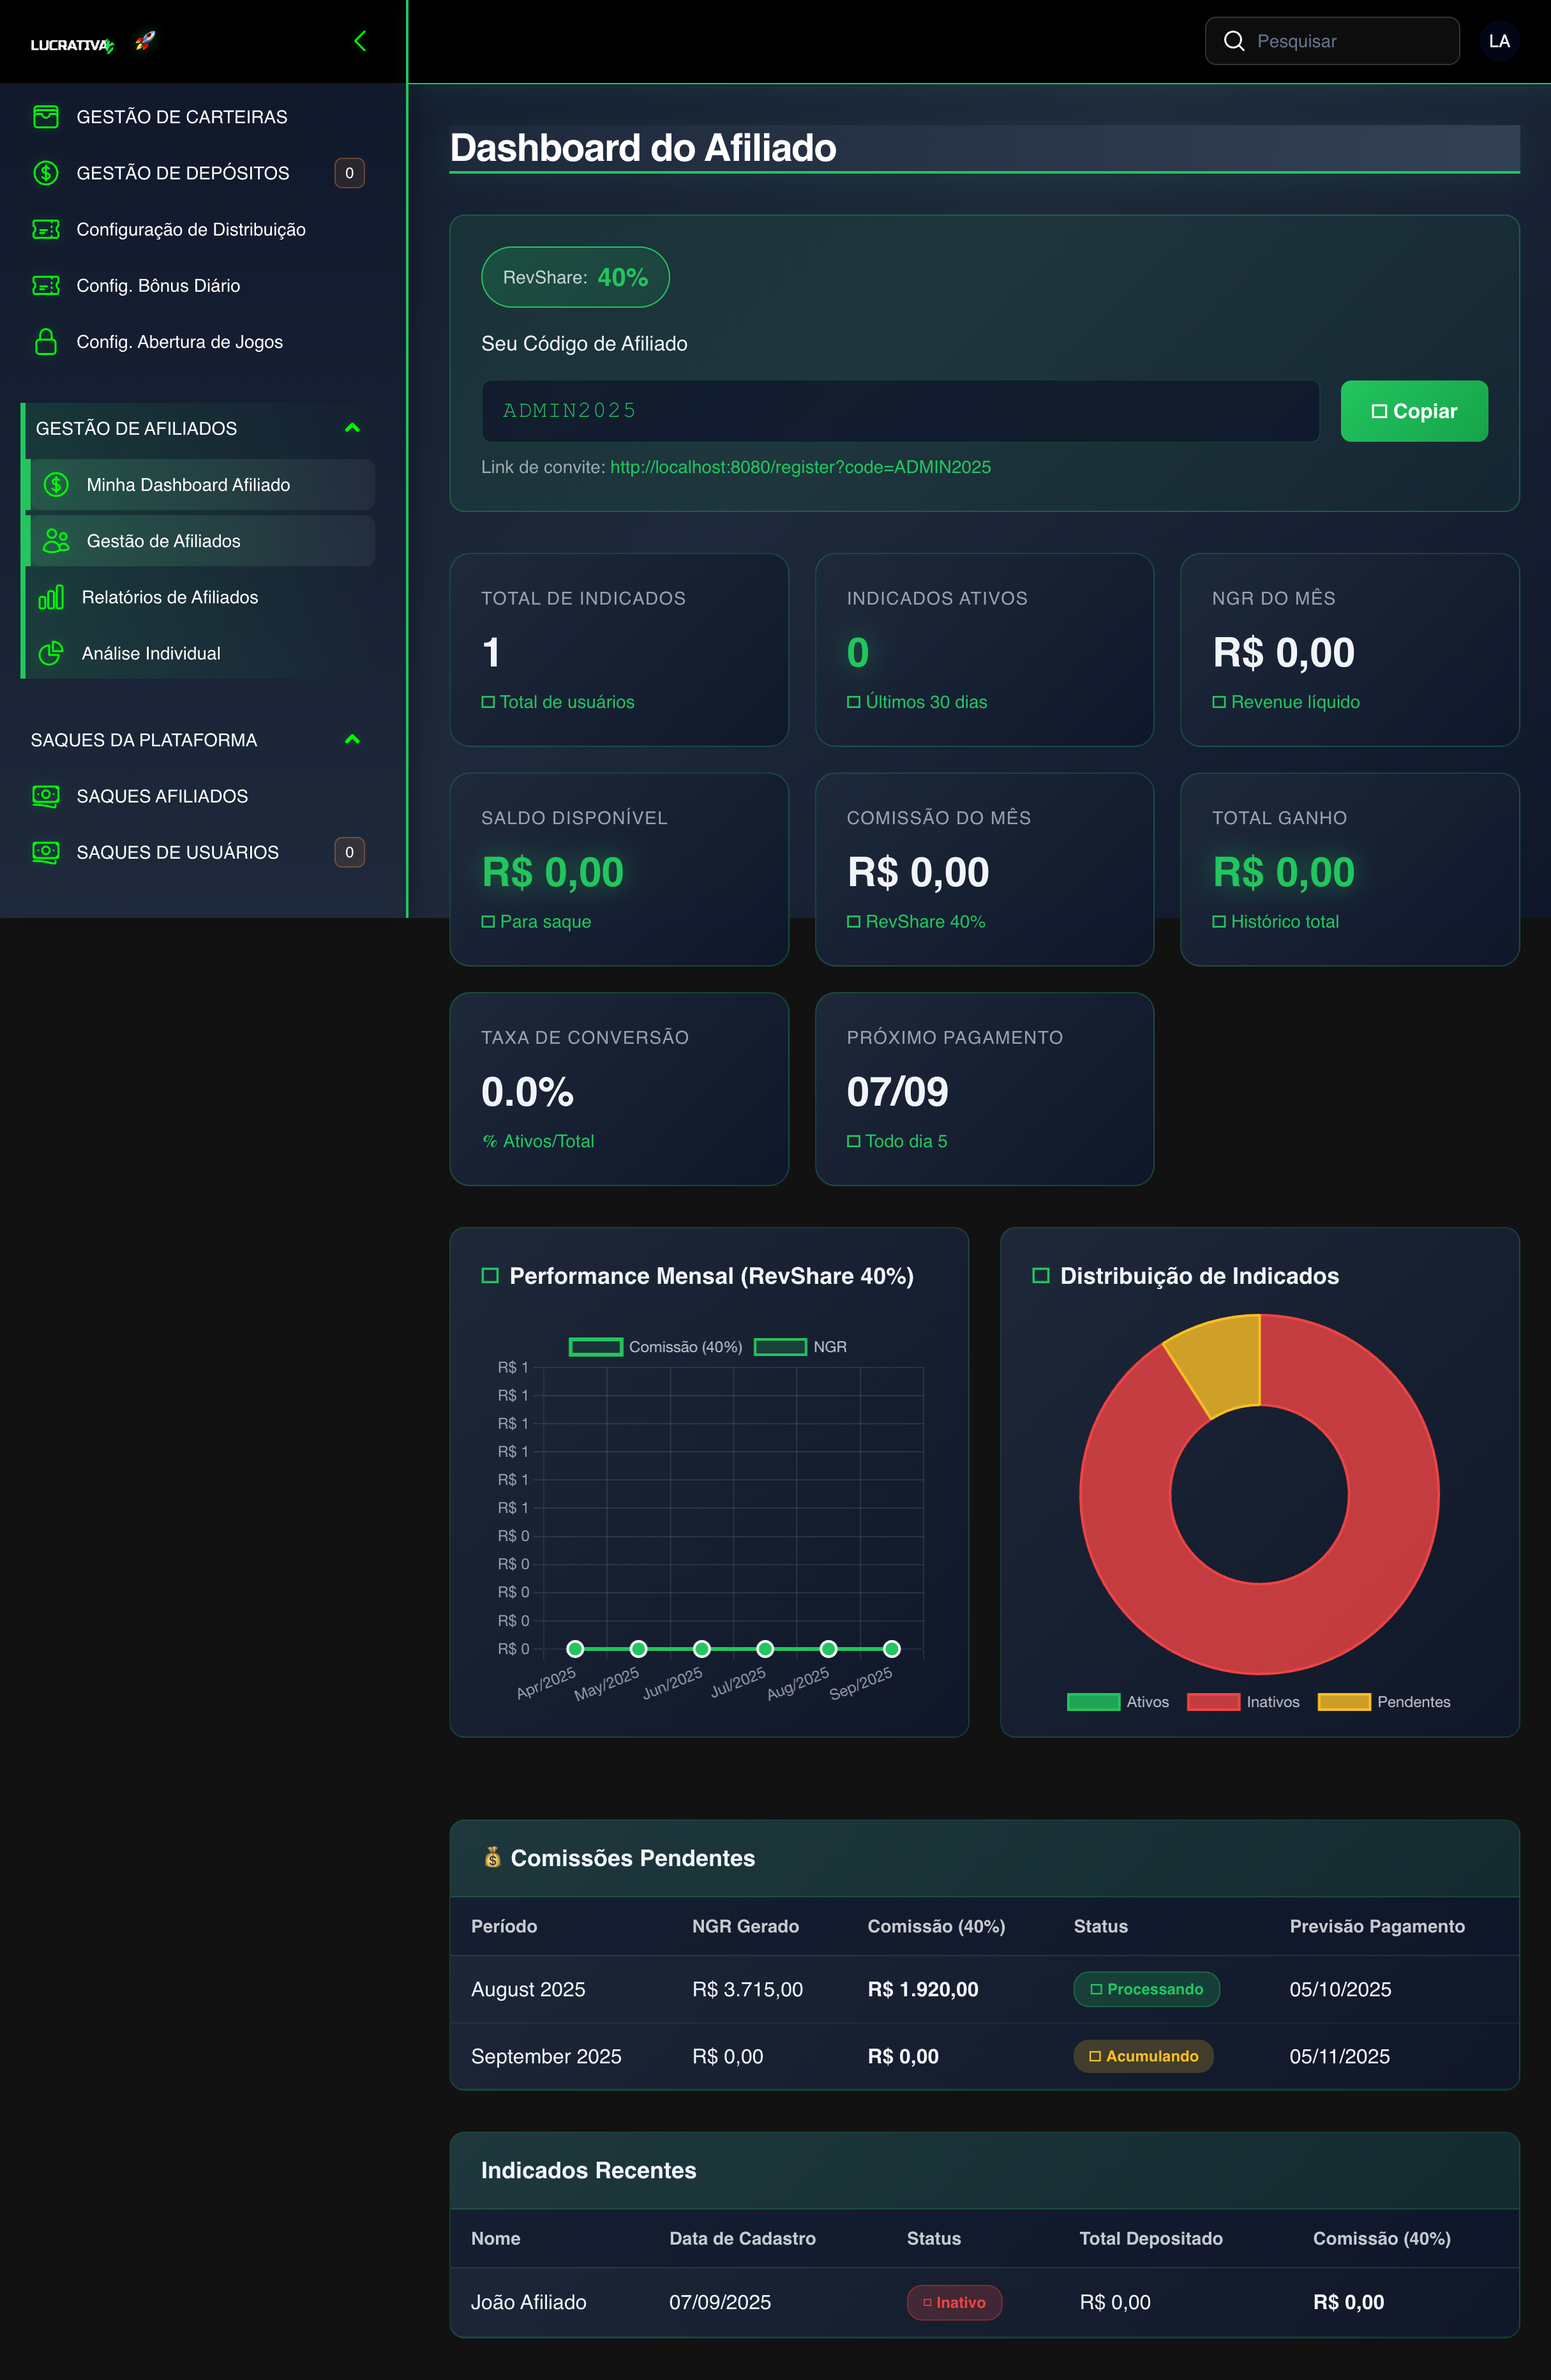 LUCRATIVA
Pesquisar
LA
GESTÃO DE CARTEIRAS
GESTÃO DE DEPÓSITOS 0
Configuração de Distribuição
Config. Bônus Diário
Config. Abertura de Jogos
GESTÃO DE AFILIADOS
Minha Dashboard Afiliado
Gestão de Afiliados
Relatórios de Afiliados
Análise Individual
SAQUES DA PLATAFORMA
SAQUES AFILIADOS
SAQUES DE USUÁRIOS 0
Dashboard do Afiliado
RevShare: 40%
Seu Código de Afiliado
ADMIN2025
Copiar
Link de convite: http://localhost:8080/register?code=ADMIN2025
TOTAL DE INDICADOS
1
Total de usuários
INDICADOS ATIVOS
0
Últimos 30 dias
NGR DO MÊS
R$ 0,00
Revenue líquido
SALDO DISPONÍVEL
R$ 0,00
Para saque
COMISSÃO DO MÊS
R$ 0,00
RevShare 40%
TOTAL GANHO
R$ 0,00
Histórico total
TAXA DE CONVERSÃO
0.0%
% Ativos/Total
PRÓXIMO PAGAMENTO
07/09
Todo dia 5
Performance Mensal (RevShare 40%)
Comissão (40%) NGR
R$ 1
R$ 1
R$ 1
R$ 1
R$ 1
R$ 1
R$ 0
R$ 0
R$ 0
R$ 0
R$ 0
Apr/2025 May/2025 Jun/2025 Jul/2025 Aug/2025 Sep/2025
Distribuição de Indicados
Ativos Inativos Pendentes
Comissões Pendentes
Período NGR Gerado Comissão (40%) Status Previsão Pagamento
August 2025 R$ 3.715,00 R$ 1.920,00 Processando 05/10/2025
September 2025 R$ 0,00 R$ 0,00 Acumulando 05/11/2025
Indicados Recentes
Nome Data de Cadastro Status Total Depositado Comissão (40%)
João Afiliado 07/09/2025 Inativo R$ 0,00 R$ 0,00